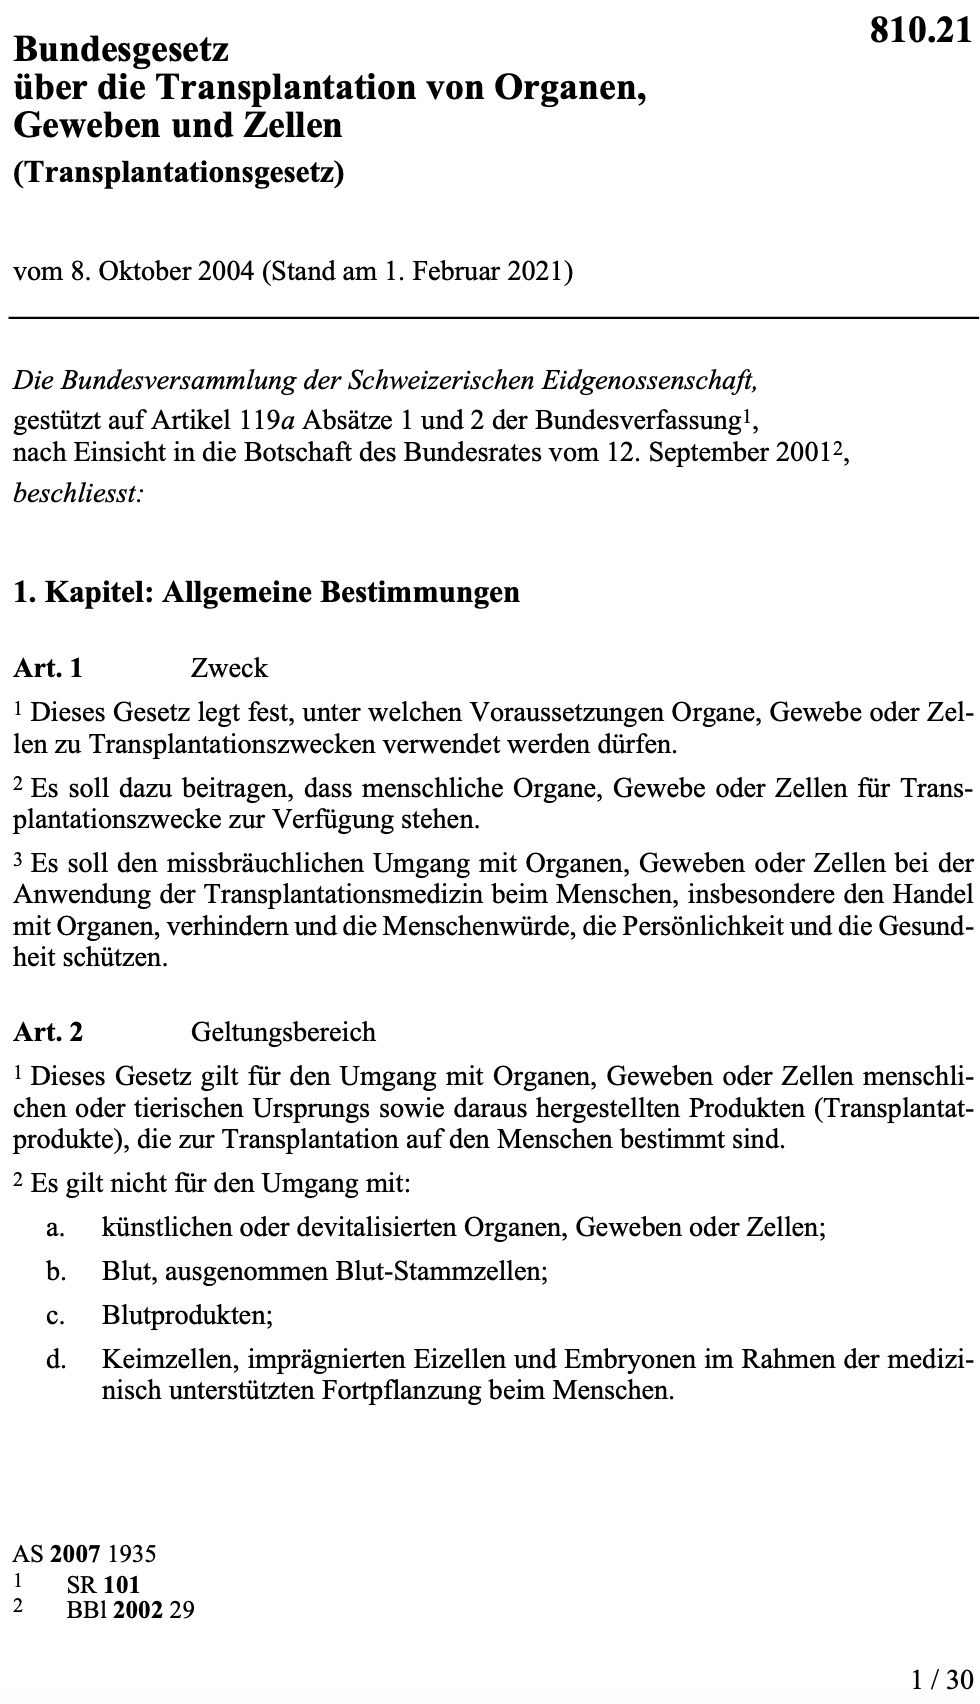 810.21
Bundesgesetz
über die Transplantation von Organen,
Geweben und Zellen
(Transplantationsgesetz)
vom 8. Oktober 2004 (Stand am 1. Februar 2021)
Die Bundesversammlung der Schweizerischen Eidgenossenschaft,
gestützt auf Artikel 119a Absätze 1 und 2 der Bundesverfassung¹,
nach Einsicht in die Botschaft des Bundesrates vom 12. September 2001²,
beschliesst:
1. Kapitel: Allgemeine Bestimmungen
Art. 1 Zweck
¹ Dieses Gesetz legt fest, unter welchen Voraussetzungen Organe, Gewebe oder Zel-
len zu Transplantationszwecken verwendet werden dürfen.
² Es soll dazu beitragen, dass menschliche Organe, Gewebe oder Zellen für Trans-
plantationszwecke zur Verfügung stehen.
³ Es soll den missbräuchlichen Umgang mit Organen, Geweben oder Zellen bei der
Anwendung der Transplantationsmedizin beim Menschen, insbesondere den Handel
mit Organen, verhindern und die Menschenwürde, die Persönlichkeit und die Gesund-
heit schützen.
Art. 2 Geltungsbereich
¹ Dieses Gesetz gilt für den Umgang mit Organen, Geweben oder Zellen menschli-
chen oder tierischen Ursprungs sowie daraus hergestellten Produkten (Transplantat-
produkte), die zur Transplantation auf den Menschen bestimmt sind.
² Es gilt nicht für den Umgang mit:
a. künstlichen oder devitalisierten Organen, Geweben oder Zellen;
b. Blut, ausgenommen Blut-Stammzellen;
c. Blutprodukten;
d. Keimzellen, imprägnierten Eizellen und Embryonen im Rahmen der medizi-
nisch unterstützten Fortpflanzung beim Menschen.
AS 2007 1935
1 SR 101
2 BBl 2002 29
1 / 30